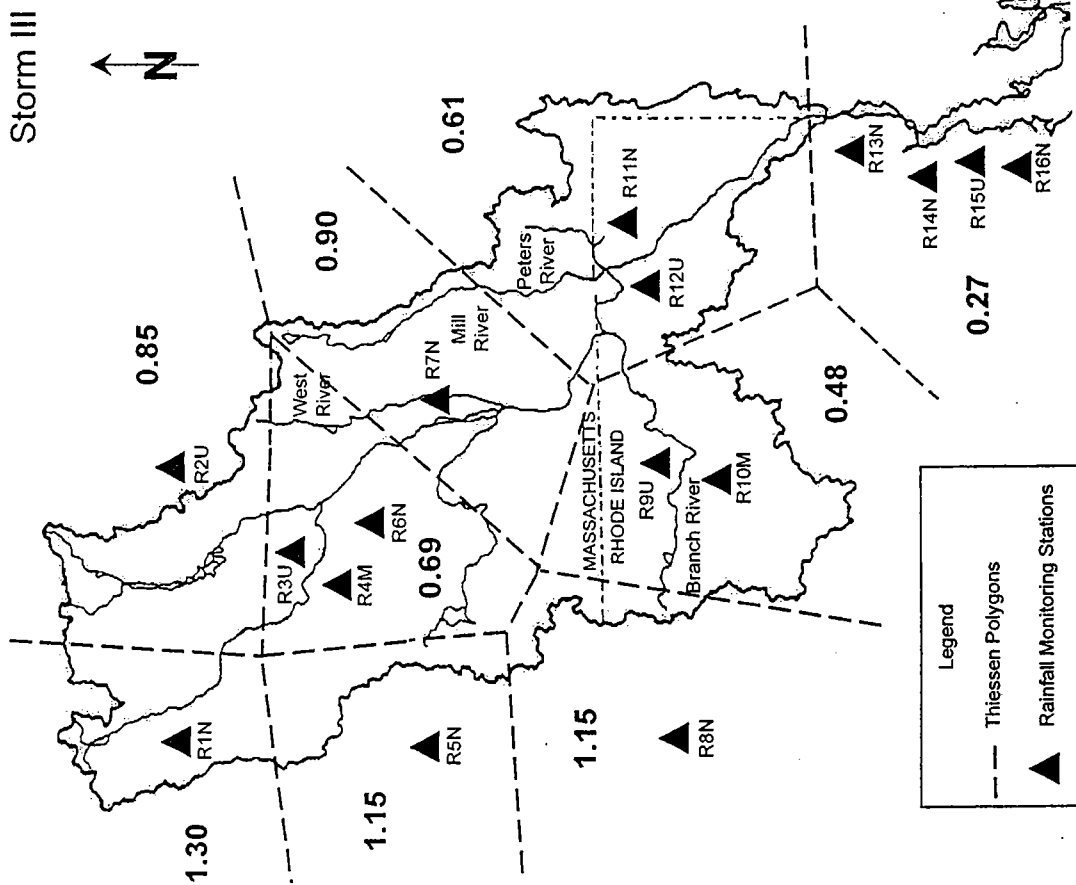 Storm III
N
0.61
0.90
0.85
R2U
West
River
R7N
Mill
River
Peters
River
R11N
R12U
R13N
R14N
R15U
R16N
0.27
0.48
R3U
R4M
R6N
0.69
R1N
R5N
1.30
1.15
1.15
R8N
MASSACHUSETTS
RHODE ISLAND
R9U
R10M
Branch River
Legend
Thiessen Polygons
Rainfall Monitoring Stations